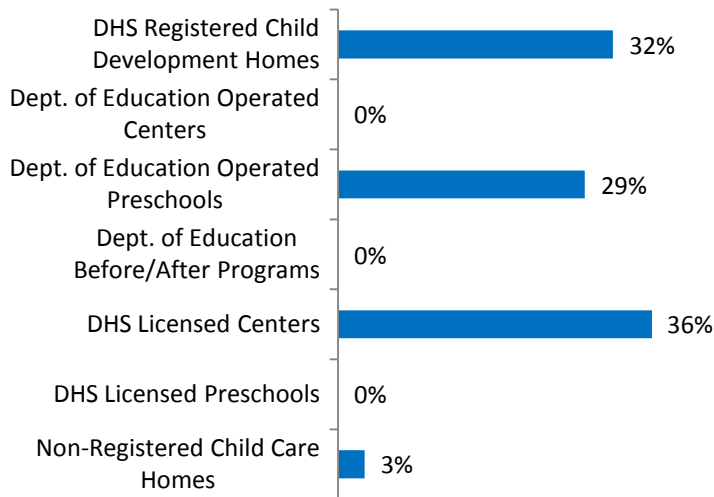 DHS Registered Child
Development Homes
32%
Dept. of Education Operated
Centers
0%
Dept. of Education Operated
Preschools
29%
Dept. of Education
Before/After Programs
0%
DHS Licensed Centers
36%
DHS Licensed Preschools
0%
Non-Registered Child Care
Homes
3%